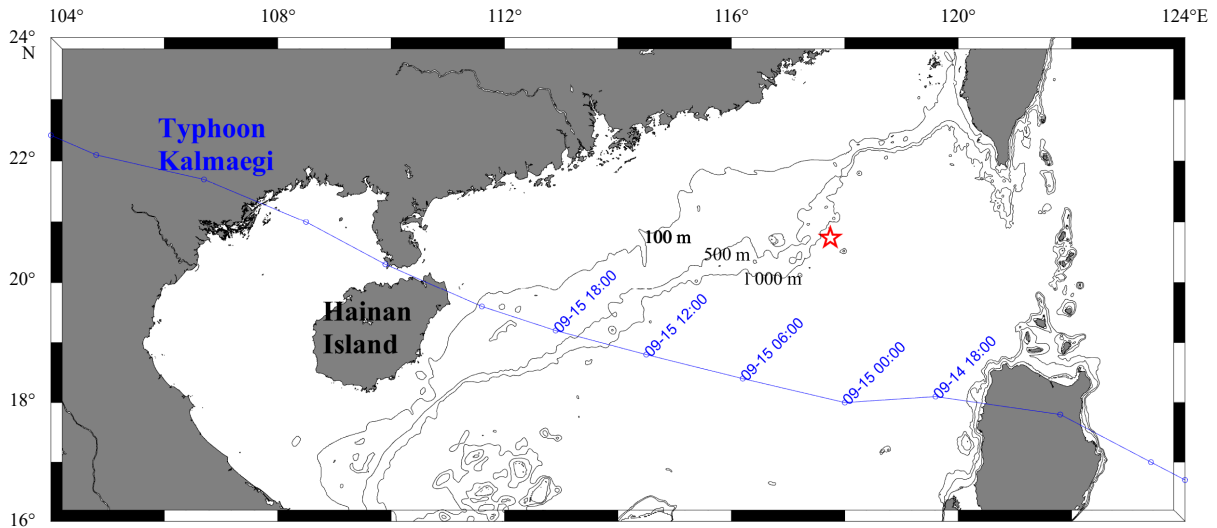 104° 108° 112° 116° 120° 124°E
24°
N
22°
20°
18°
16°
Typhoon
Kalmaegi
Hainan
Island
100 m
500 m
1 000 m
09-15 18:00
09-15 12:00
09-15 06:00
09-15 00:00
09-14 18:00